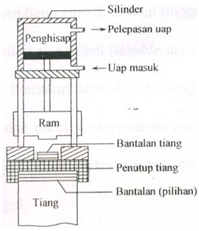 Silinder
Penghisap
Pelepasan uap
Uap masuk
Ram
Bantalan tiang
Penutup tiang
Bantalan (pilihan)
Tiang